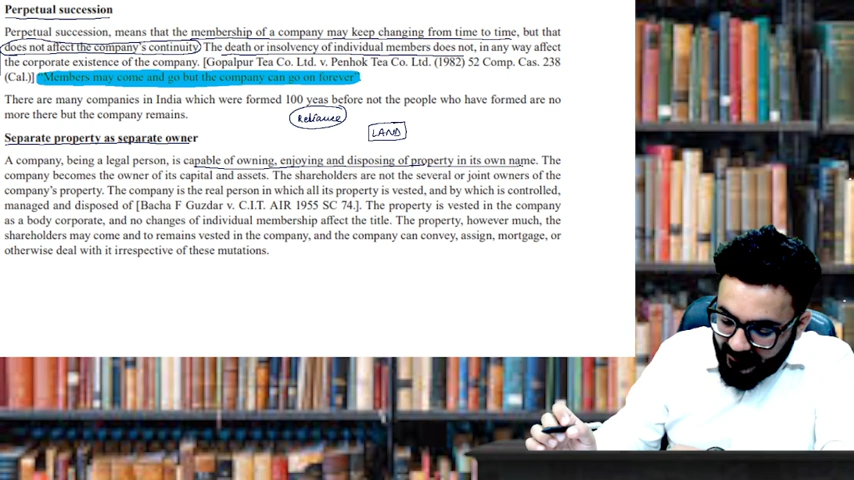 Perpetual succession
Perpetual succession, means that the membership of a company may keep changing from time to time, but that
does not affect the company's continuity. The death or insolvency of individual members does not, in any way affect
the corporate existence of the company. [Gopalpur Tea Co. Ltd. v. Penhok Tea Co. Ltd. (1982) 52 Comp. Cas. 238
(Cal.)] "Members may come and go but the company can go on forever".
There are many companies in India which were formed 100 yeas before not the people who have formed are no
more there but the company remains.
Reliance
LAND
Separate property as separate owner
A company, being a legal person, is capable of owning, enjoying and disposing of property in its own name. The
company becomes the owner of its capital and assets. The shareholders are not the several or joint owners of the
company's property. The company is the real person in which all its property is vested, and by which is controlled,
managed and disposed of [Bacha F Guzdar v. C.I.T. AIR 1955 SC 74.]. The property is vested in the company
as a body corporate, and no changes of individual membership affect the title. The property, however much, the
shareholders may come and to remains vested in the company, and the company can convey, assign, mortgage, or
otherwise deal with it irrespective of these mutations.